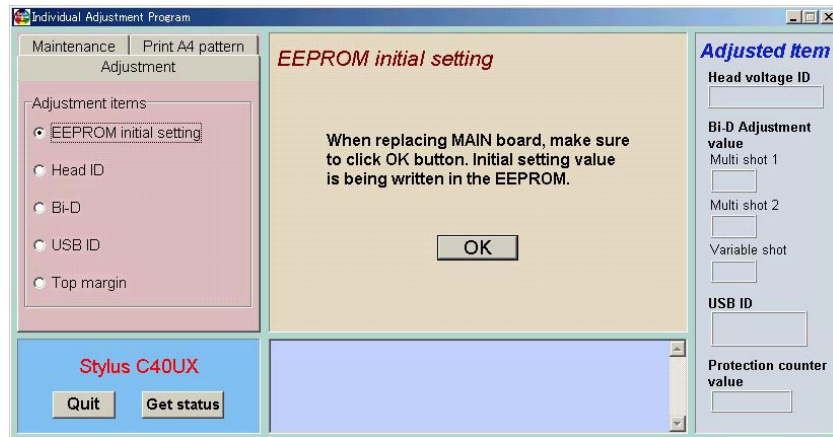 Individual Adjustment Program
Maintenance
Print A4 pattern
Adjustment
Adjustment items
EEPROM initial setting
Head ID
Bi-D
USB ID
Top margin
Stylus C40UX
Quit
Get status
EEPROM initial setting
When replacing MAIN board, make sure
to click OK button. Initial setting value
is being written in the EEPROM.
OK
Adjusted Item
Head voltage ID
Bi-D Adjustment
value
Multi shot 1
Multi shot 2
Variable shot
USB ID
Protection counter
value